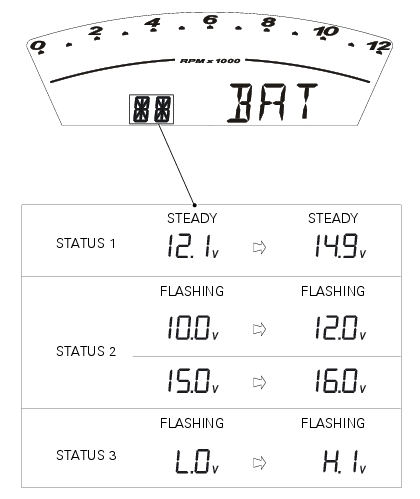 0 2 4 6 8 10 12
RPM x 1000
BAT
STEADY STEADY
STATUS 1 12.1v ⇨ 14.9v
FLASHING FLASHING
10.0v ⇨ 12.0v
STATUS 2
15.0v ⇨ 16.0v
FLASHING FLASHING
STATUS 3 L.0v ⇨ H.1v